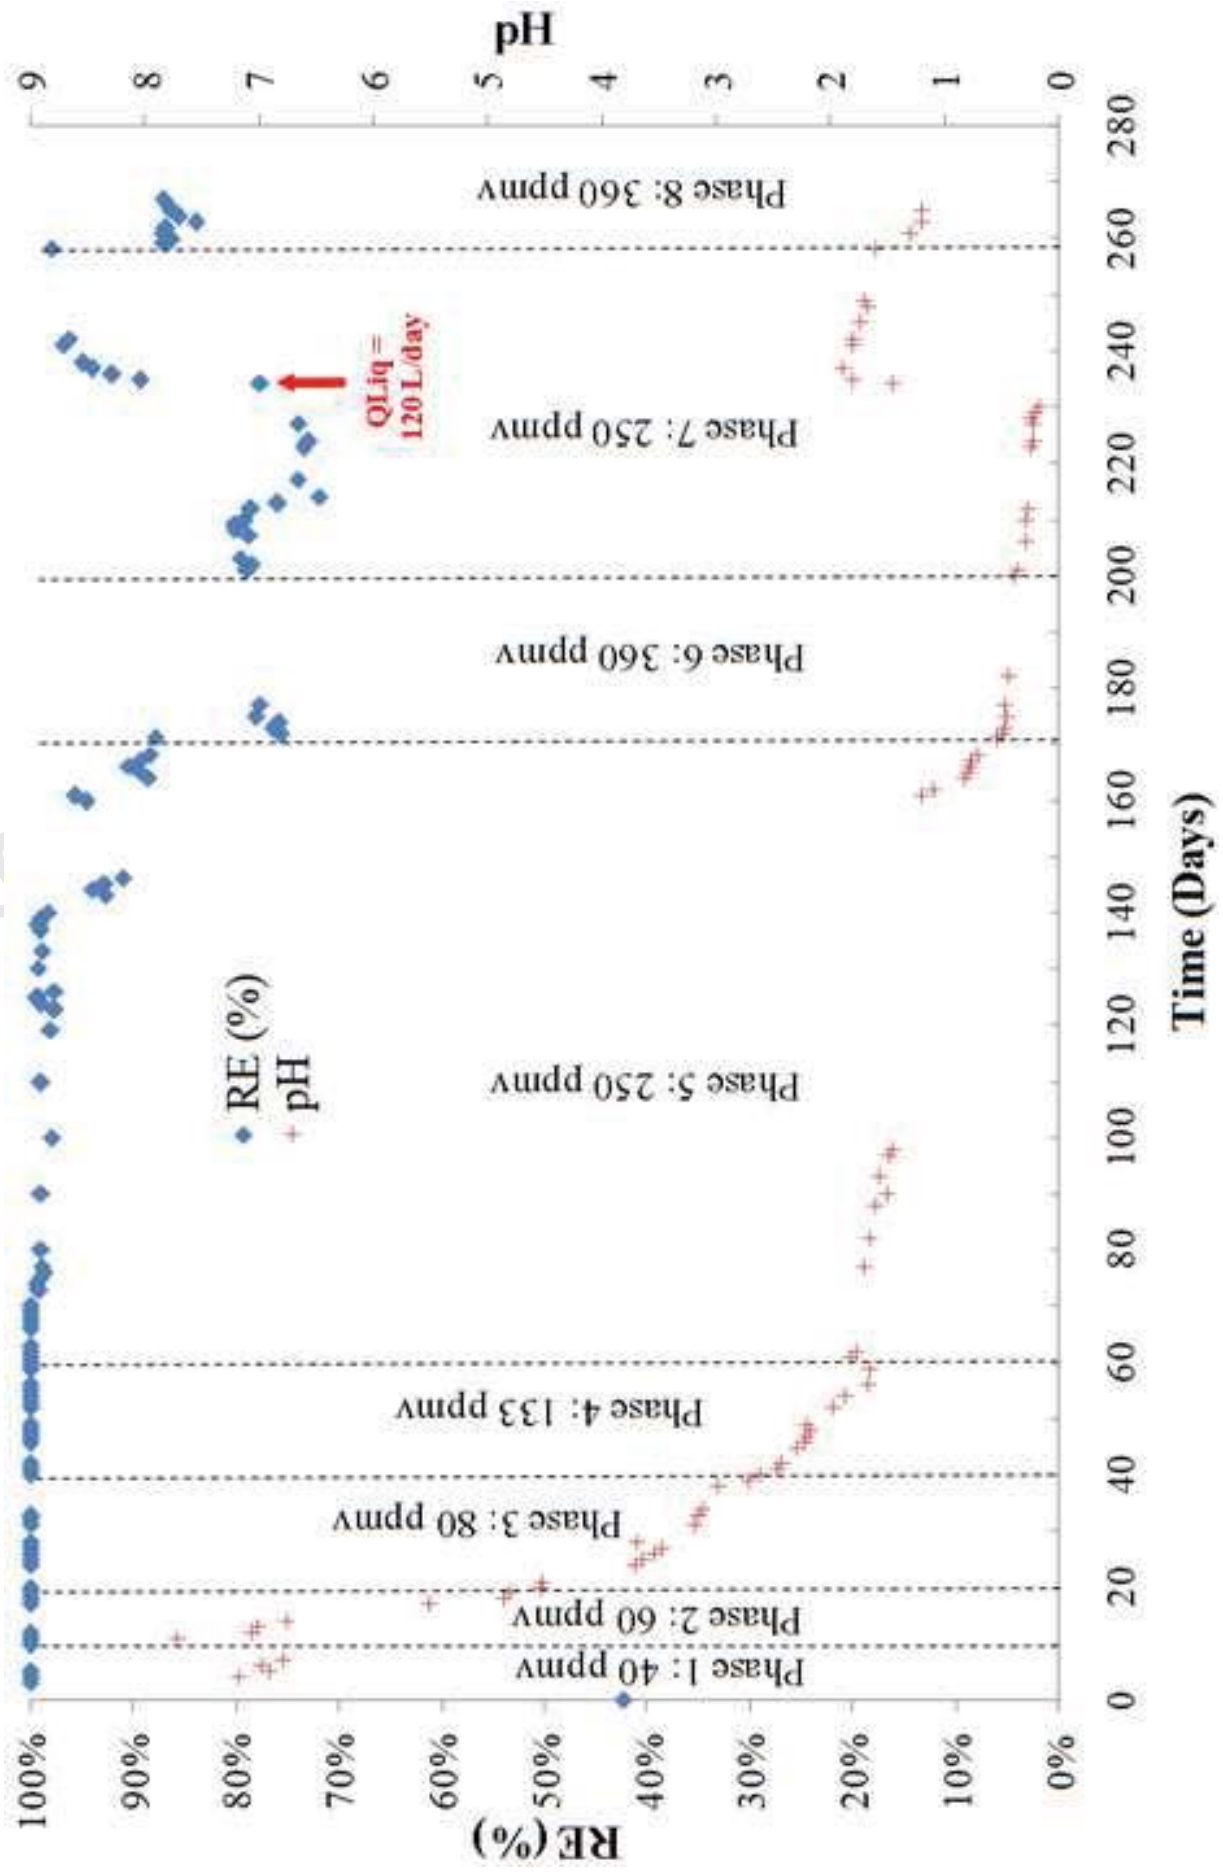 RE (%)
100%
90%
80%
70%
60%
50%
40%
30%
20%
10%
0%
Phase 1: 40 ppmv
Phase 2: 60 ppmv
Phase 3: 80 ppmv
Phase 4: 133 ppmv
Phase 5: 250 ppmv
Phase 6: 360 ppmv
Phase 7: 250 ppmv
Phase 8: 360 ppmv
RE (%)
pH
QLiq =
120 L/day
9
8
7
6
5
4
3
2
1
0
pH
0
20
40
60
80
100
120
140
160
180
200
220
240
260
280
Time (Days)